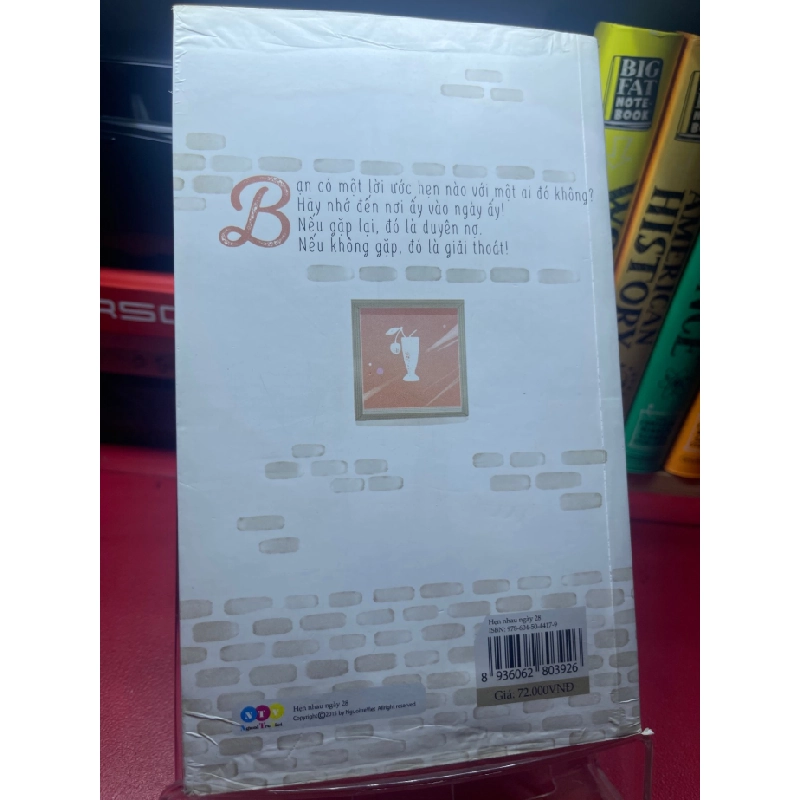 Bạn có một lời ước hẹn nào với một ai đó không?
Hãy nhớ đến nơi ấy vào ngày ấy!
Nếu gặp lại, đó là duyên nợ.
Nếu không gặp, đó là giải thoát!
BIG
FAT
NOTE-
BOOK
AMERICAN
HISTORY
Hẹn nhau ngày 28
8 936062 803926
Giá: 72.000VNĐ
NTV
Hẹn nhau ngày 28